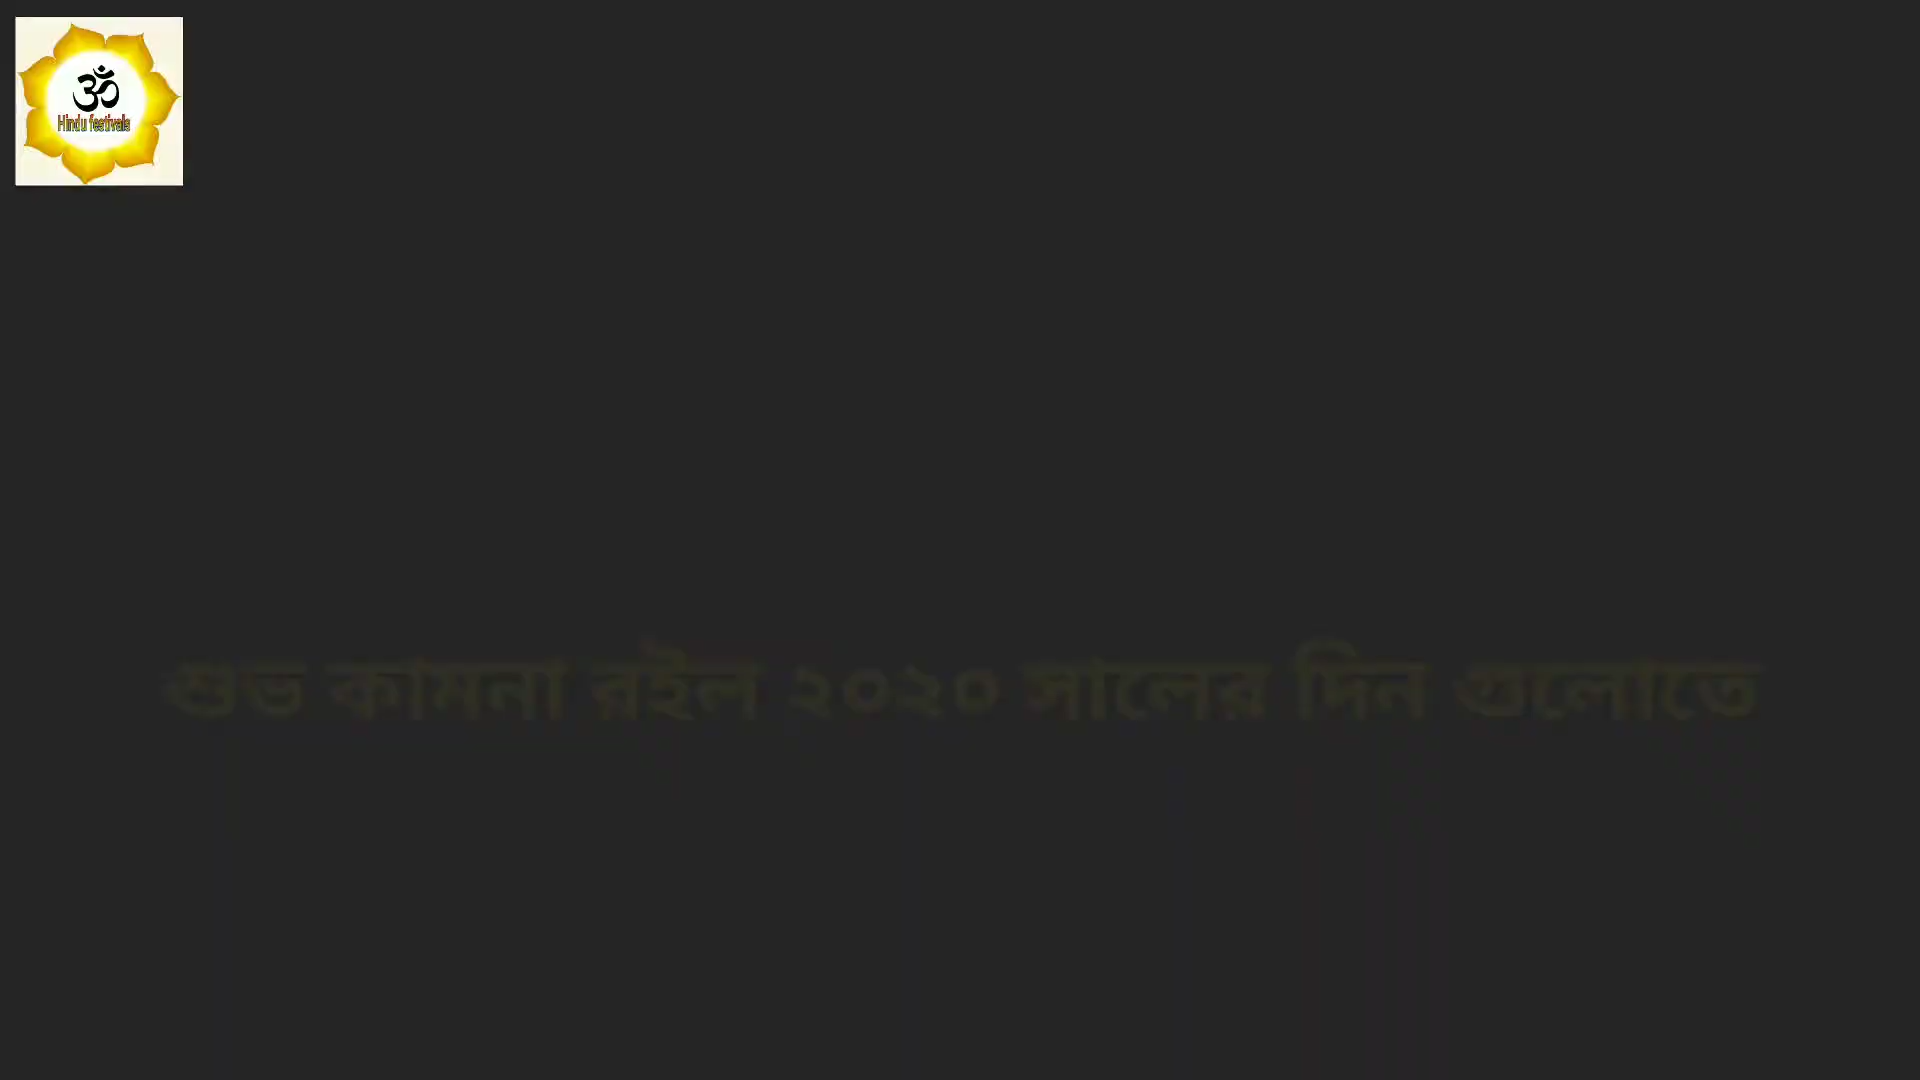 ॐ
Hindu festivals
শুভ কামনা রইল ২০২০ সালের দিন গুলোতে